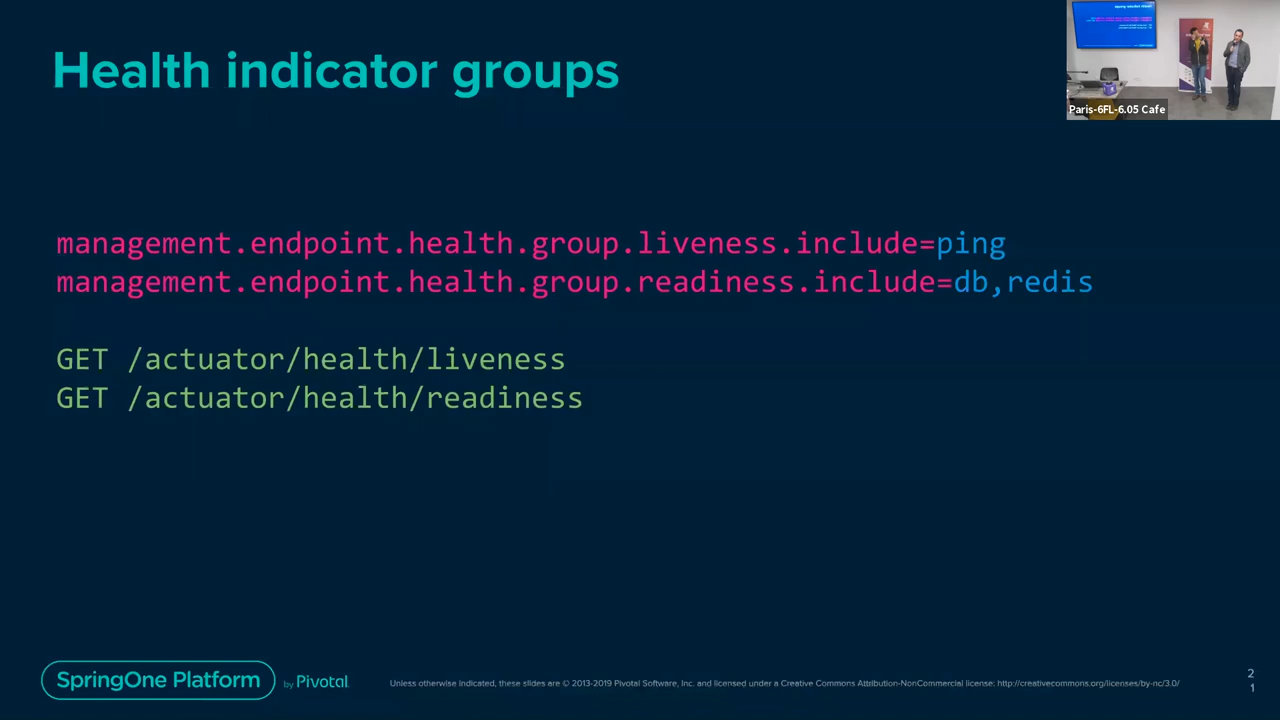 Health indicator groups
Paris-6FL-6.05 Cafe
management.endpoint.health.group.liveness.include=ping
management.endpoint.health.group.readiness.include=db,redis
GET /actuator/health/liveness
GET /actuator/health/readiness
SpringOne Platform
by Pivotal
Unless otherwise indicated, these slides are © 2013-2019 Pivotal Software, Inc. and licensed under a Creative Commons Attribution-NonCommercial license: http://creativecommons.org/licenses/by-nc/3.0/
2
1